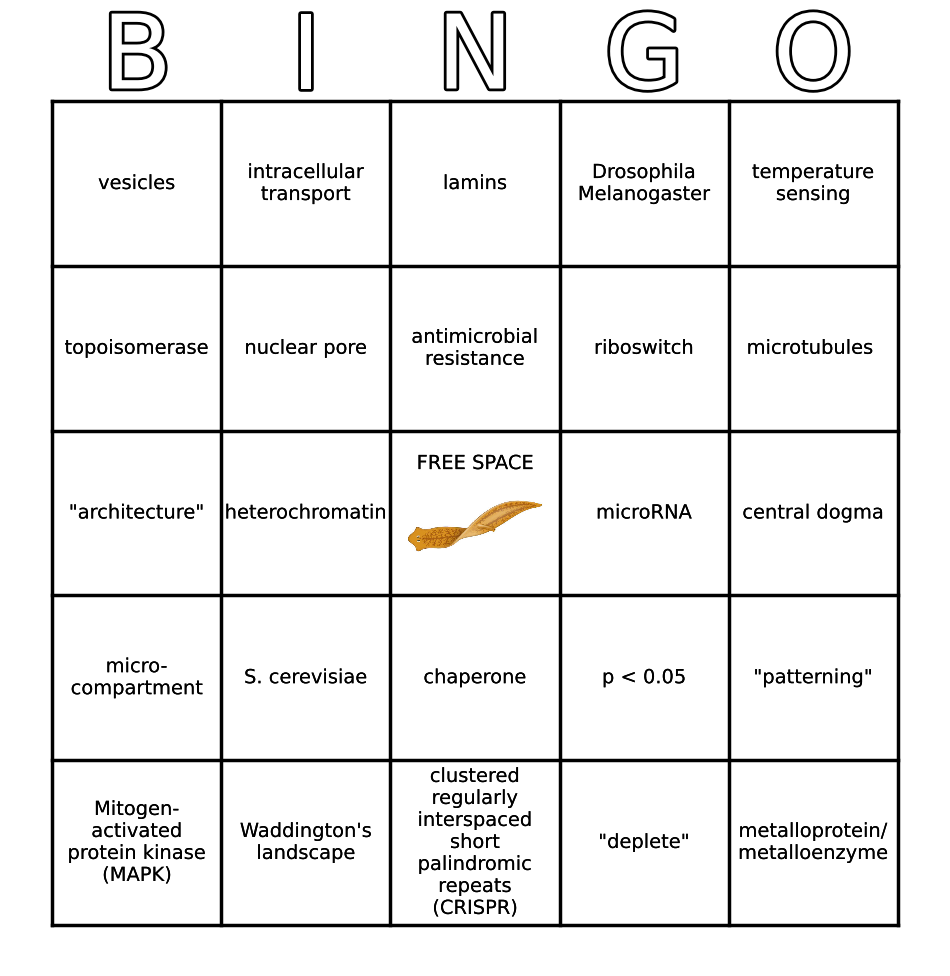 B I N G O
vesicles
intracellular
transport
lamins
Drosophila
Melanogaster
temperature
sensing
topoisomerase
nuclear pore
antimicrobial
resistance
riboswitch
microtubules
"architecture"
heterochromatin
FREE SPACE
microRNA
central dogma
micro-
compartment
S. cerevisiae
chaperone
p < 0.05
"patterning"
Mitogen-
activated
protein kinase
(MAPK)
Waddington's
landscape
clustered
regularly
interspaced
short
palindromic
repeats
(CRISPR)
"deplete"
metalloprotein/
metalloenzyme